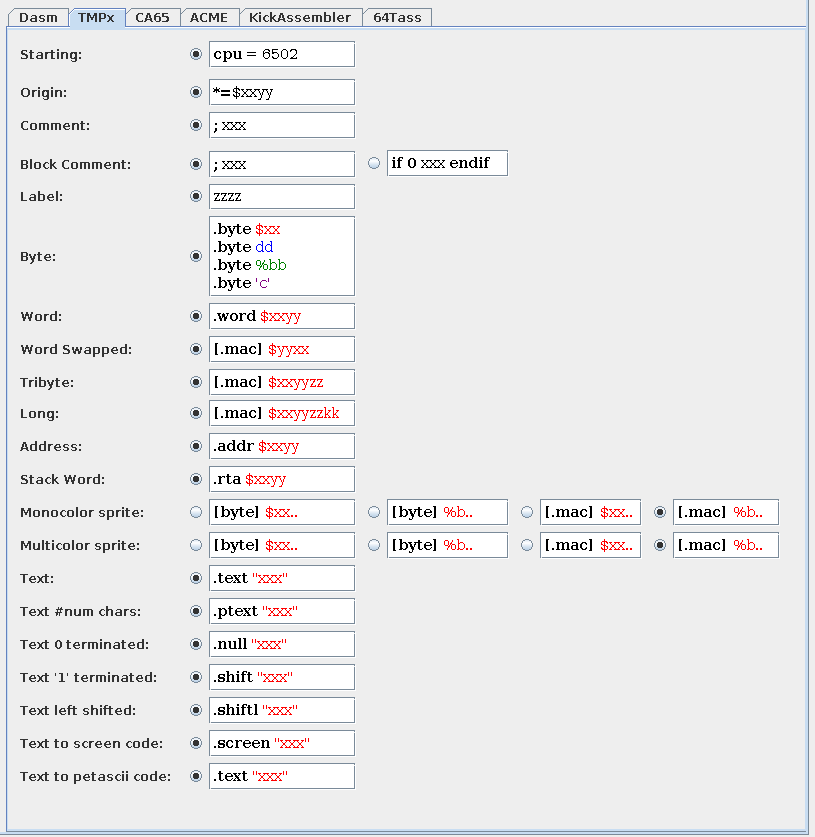 Dasm TMPx CA65 ACME KickAssembler 64Tass
Starting: cpu = 6502
Origin: *=$xxyy
Comment: ; xxx
Block Comment: ; xxx if 0 xxx endif
Label: zzzz
Byte: .byte $xx
.byte dd
.byte %bb
.byte 'c'
Word: .word $xxyy
Word Swapped: [.mac] $yyxx
Tribyte: [.mac] $xxyyzz
Long: [.mac] $xxyyzzkk
Address: .addr $xxyy
Stack Word: .rta $xxyy
Monocolor sprite: [byte] $xx.. [byte] %b.. [.mac] $xx.. [.mac] %b..
Multicolor sprite: [byte] $xx.. [byte] %b.. [.mac] $xx.. [.mac] %b..
Text: .text "xxx"
Text #num chars: .ptext "xxx"
Text 0 terminated: .null "xxx"
Text '1' terminated: .shift "xxx"
Text left shifted: .shiftl "xxx"
Text to screen code: .screen "xxx"
Text to petascii code: .text "xxx"